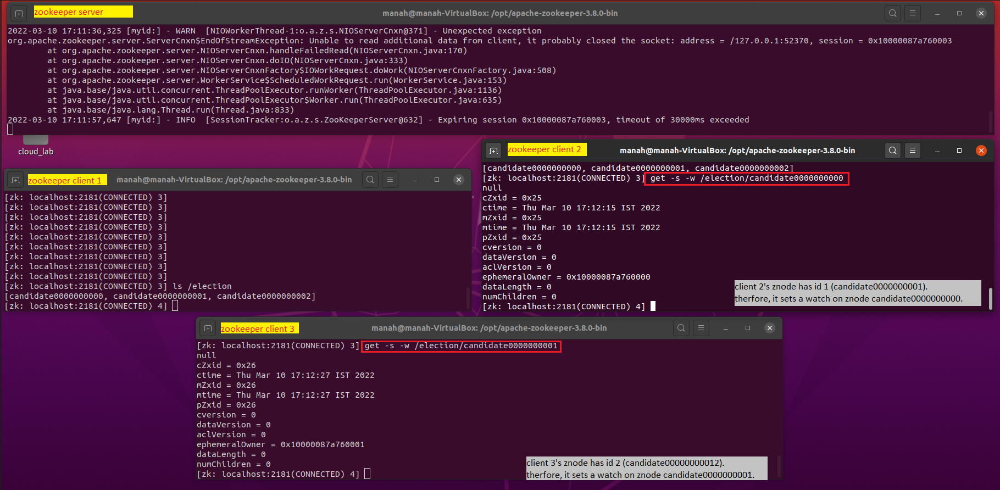 zookeeper server
manah@manah-VirtualBox: /opt/apache-zookeeper-3.8.0-bin
2022-03-10 17:11:36,325 [myid:] - WARN  [NIOWorkerThread-1:o.a.z.s.NIOServerCnxn@371] - Unexpected exception
org.apache.zookeeper.server.ServerCnxn$EndOfStreamException: Unable to read additional data from client, it probably closed the socket: address = /127.0.0.1:52370, session = 0x10000087a760003
at org.apache.zookeeper.server.NIOServerCnxn.handleFailedRead(NIOServerCnxn.java:170)
at org.apache.zookeeper.server.NIOServerCnxn.doIO(NIOServerCnxn.java:333)
at org.apache.zookeeper.server.NIOServerCnxnFactory$IOWorkRequest.doWork(NIOServerCnxnFactory.java:508)
at org.apache.zookeeper.server.WorkerService$ScheduledWorkRequest.run(WorkerService.java:153)
at java.base/java.util.concurrent.ThreadPoolExecutor.runWorker(ThreadPoolExecutor.java:1136)
at java.base/java.util.concurrent.ThreadPoolExecutor$Worker.run(ThreadPoolExecutor.java:635)
at java.base/java.lang.Thread.run(Thread.java:833)
2022-03-10 17:11:57,647 [myid:] - INFO  [SessionTracker:o.a.z.s.ZooKeeperServer@632] - Expiring session 0x10000087a760003, timeout of 30000ms exceeded
cloud_lab
zookeeper client 1
manah@manah-VirtualBox: /opt/apache-zookeeper-3.8.0-bin
[zk: localhost:2181(CONNECTED) 3]
[zk: localhost:2181(CONNECTED) 3]
[zk: localhost:2181(CONNECTED) 3]
[zk: localhost:2181(CONNECTED) 3]
[zk: localhost:2181(CONNECTED) 3]
[zk: localhost:2181(CONNECTED) 3]
[zk: localhost:2181(CONNECTED) 3]
[zk: localhost:2181(CONNECTED) 3]
[zk: localhost:2181(CONNECTED) 3]
[zk: localhost:2181(CONNECTED) 3] ls /election
[candidate0000000000, candidate0000000001, candidate0000000002]
[zk: localhost:2181(CONNECTED) 4]
zookeeper client 2
manah@manah-VirtualBox: /opt/apache-zookeeper-3.8.0-bin
[candidate0000000000, candidate0000000001, candidate0000000002]
[zk: localhost:2181(CONNECTED) 3] get -s -w /election/candidate0000000000
null
cZxid = 0x25
ctime = Thu Mar 10 17:12:15 IST 2022
mZxid = 0x25
mtime = Thu Mar 10 17:12:15 IST 2022
pZxid = 0x25
cversion = 0
dataVersion = 0
aclVersion = 0
ephemeralOwner = 0x10000087a760000
dataLength = 0
numChildren = 0
[zk: localhost:2181(CONNECTED) 4]
client 2's znode has id 1 (candidate0000000001).
therfore, it sets a watch on znode candidate0000000000.
zookeeper client 3
manah@manah-VirtualBox: /opt/apache-zookeeper-3.8.0-bin
[zk: localhost:2181(CONNECTED) 3] get -s -w /election/candidate0000000001
null
cZxid = 0x26
ctime = Thu Mar 10 17:12:27 IST 2022
mZxid = 0x26
mtime = Thu Mar 10 17:12:27 IST 2022
pZxid = 0x26
cversion = 0
dataVersion = 0
aclVersion = 0
ephemeralOwner = 0x10000087a760001
dataLength = 0
numChildren = 0
[zk: localhost:2181(CONNECTED) 4]
client 3's znode has id 2 (candidate00000000012).
therfore, it sets a watch on znode candidate0000000001.